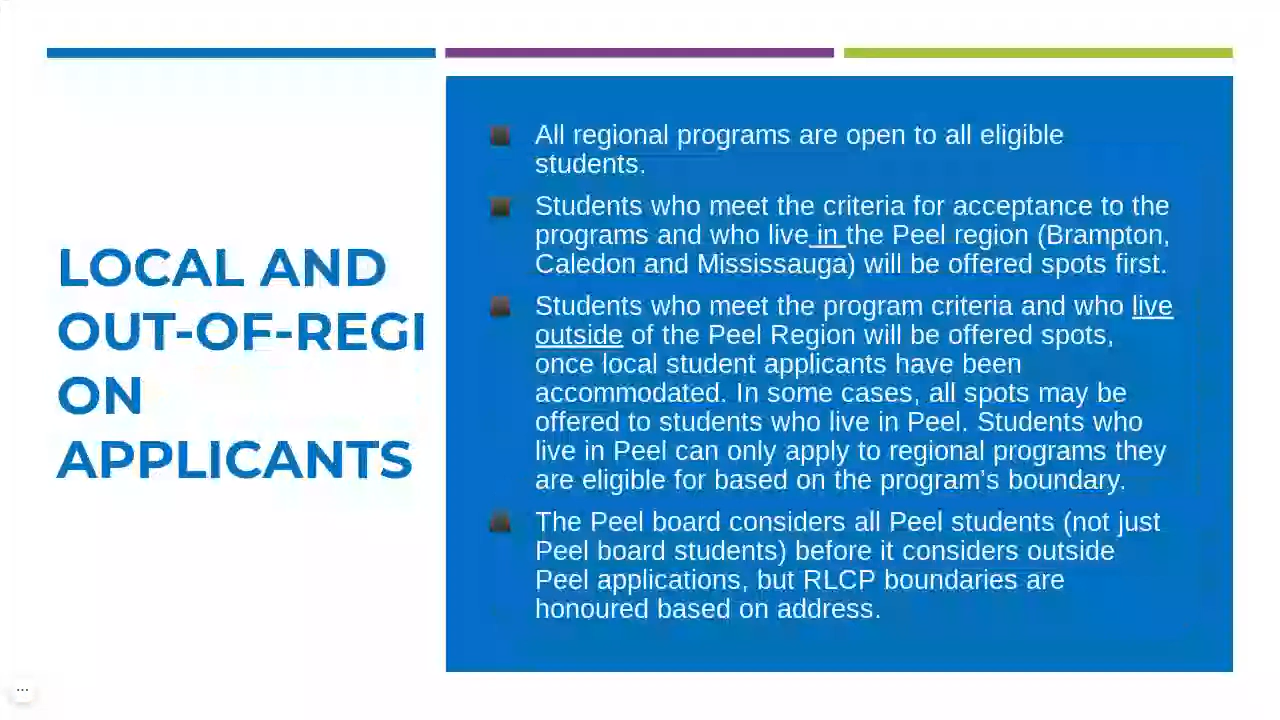 LOCAL AND
OUT-OF-REGI
ON
APPLICANTS
All regional programs are open to all eligible
students.
Students who meet the criteria for acceptance to the
programs and who live in the Peel region (Brampton,
Caledon and Mississauga) will be offered spots first.
Students who meet the program criteria and who live
outside of the Peel Region will be offered spots,
once local student applicants have been
accommodated. In some cases, all spots may be
offered to students who live in Peel. Students who
live in Peel can only apply to regional programs they
are eligible for based on the program’s boundary.
The Peel board considers all Peel students (not just
Peel board students) before it considers outside
Peel applications, but RLCP boundaries are
honoured based on address.